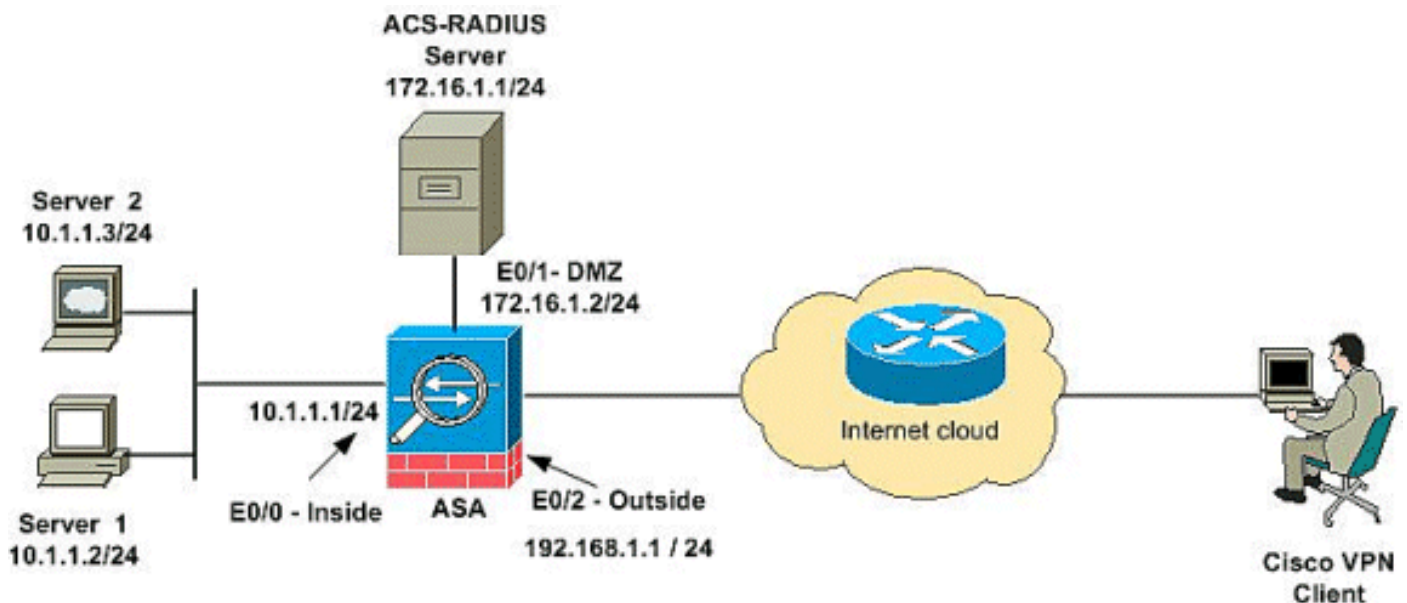 ACS-RADIUS
Server
172.16.1.1/24
Server 2
10.1.1.3/24
E0/1- DMZ
172.16.1.2/24
10.1.1.1/24
Internet cloud
E0/0 - Inside
ASA
E0/2 - Outside
192.168.1.1 / 24
Server 1
10.1.1.2/24
Cisco VPN
Client